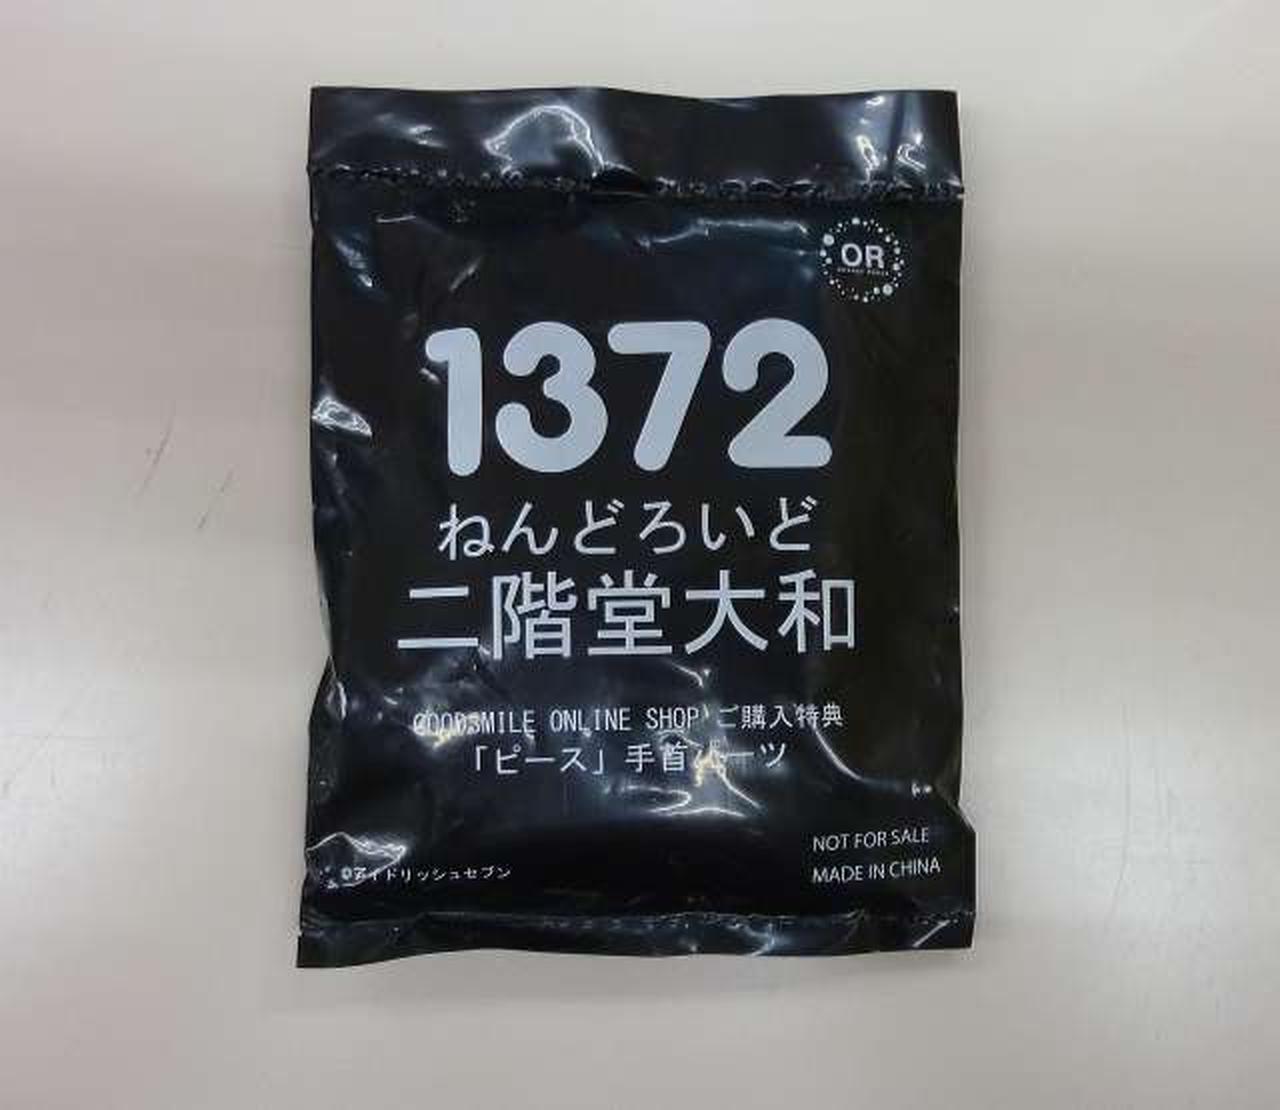 OR
ORANGE ROUGE
1372
ねんどろいど
二階堂大和
GOODSMILE ONLINE SHOP ご購入特典
「ピース」手首パーツ
NOT FOR SALE
MADE IN CHINA
©アイドリッシュセブン